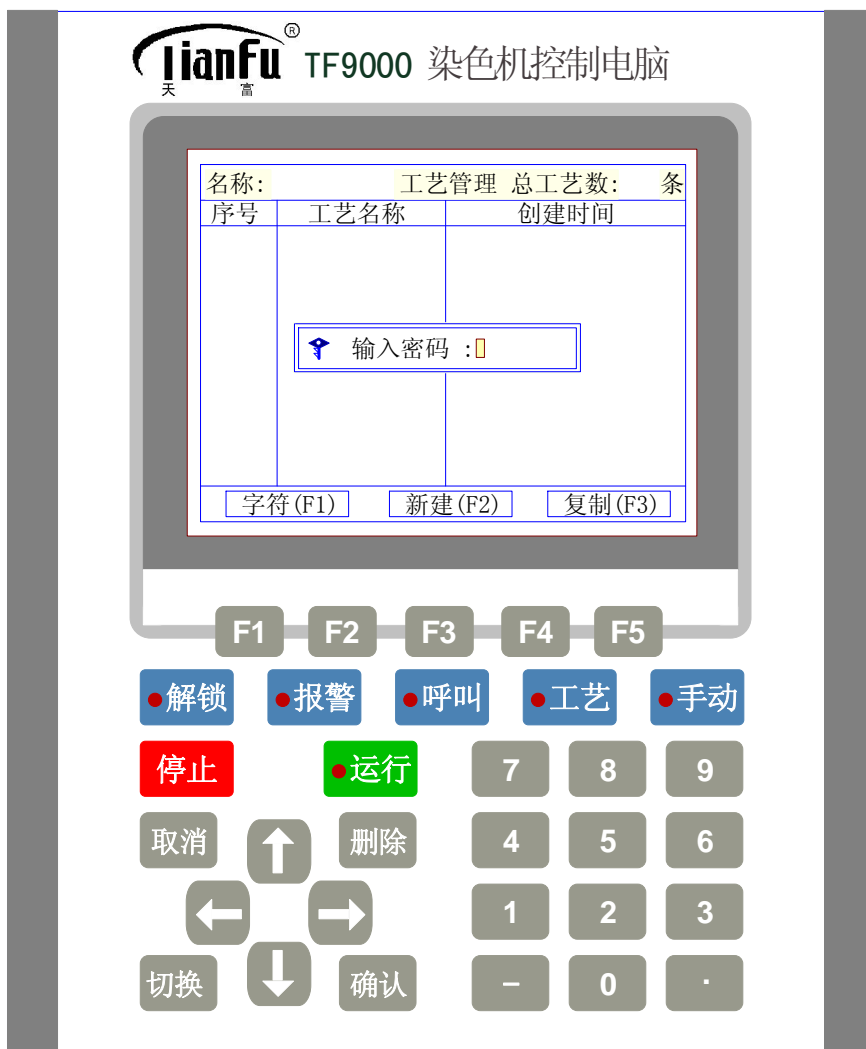 TianFu® TF9000 染色机控制电脑
天 富
名称: 工艺管理 总工艺数: 条
序号 工艺名称 创建时间
输入密码 :
字符(F1) 新建(F2) 复制(F3)
F1 F2 F3 F4 F5
解锁 报警 呼叫 工艺 手动
停止 运行 7 8 9
取消 删除 4 5 6
1 2 3
切换 确认 － 0 ·